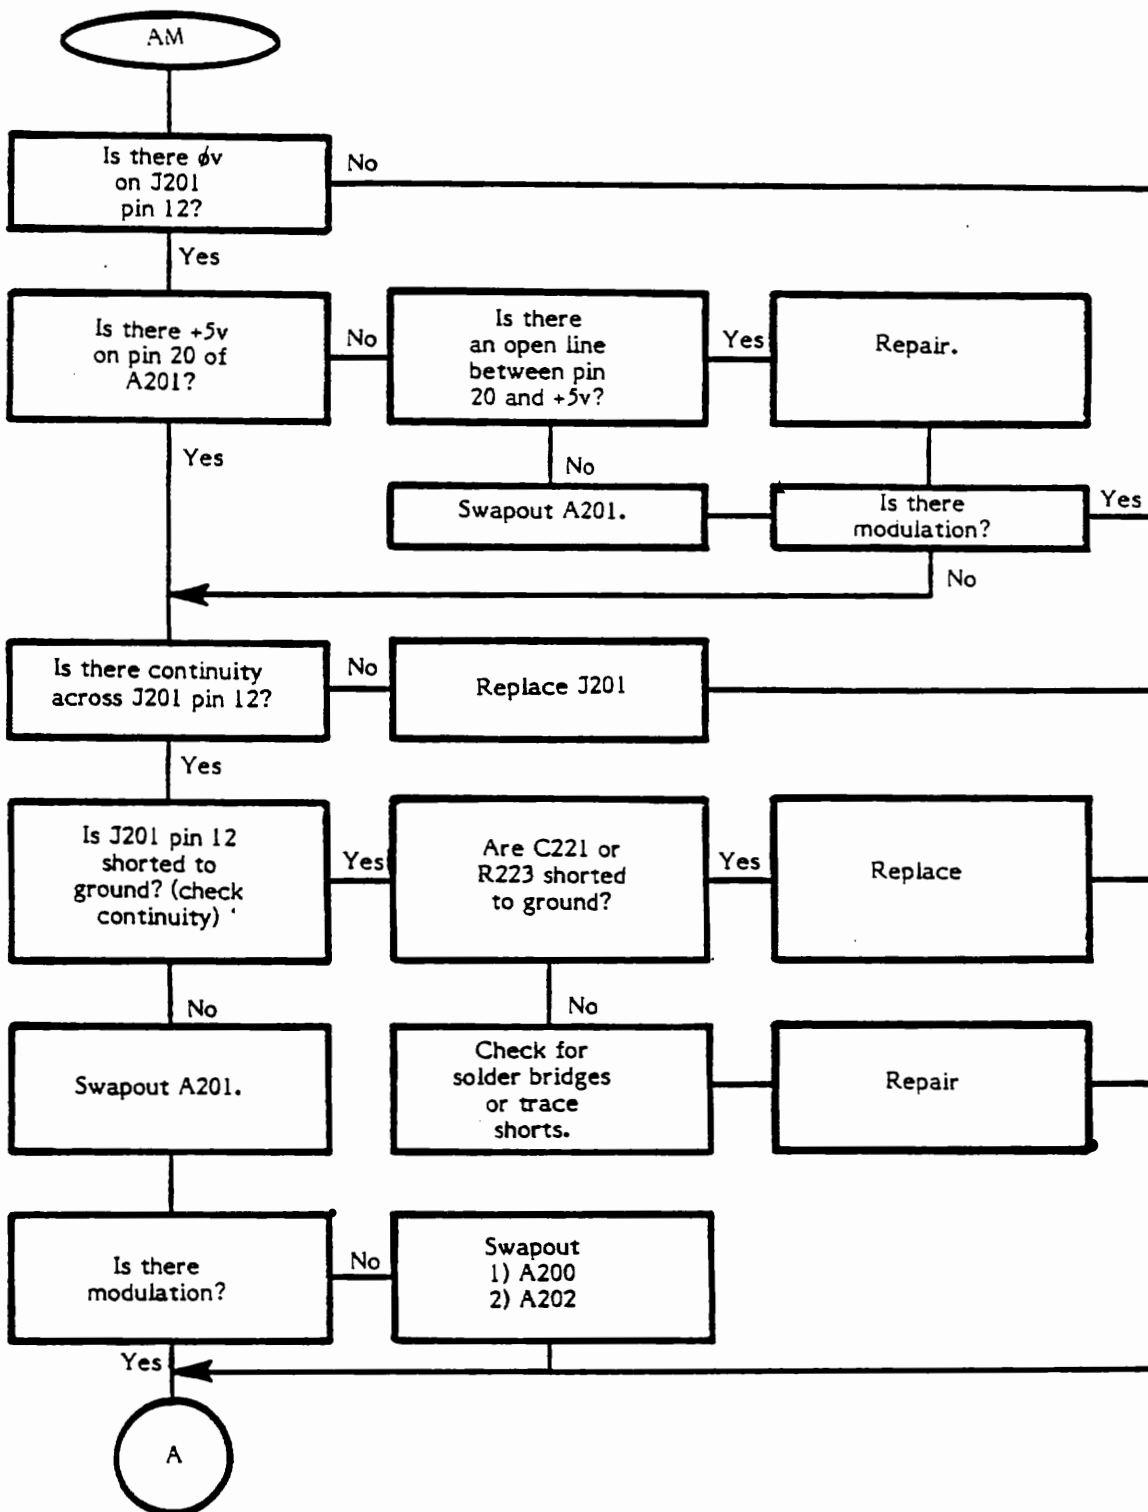 AM
Is there øv
on J201
pin 12?
No
Yes
Is there +5v
on pin 20 of
A201?
No
Is there
an open line
between pin
20 and +5v?
Yes
Repair.
Yes
No
Swapout A201.
Is there
modulation?
Yes
No
Is there continuity
across J201 pin 12?
No
Replace J201
Yes
Is J201 pin 12
shorted to
ground? (check
continuity)
Yes
Are C221 or
R223 shorted
to ground?
Yes
Replace
No
No
Swapout A201.
Check for
solder bridges
or trace
shorts.
Repair
Is there
modulation?
No
Swapout
1) A200
2) A202
Yes
A